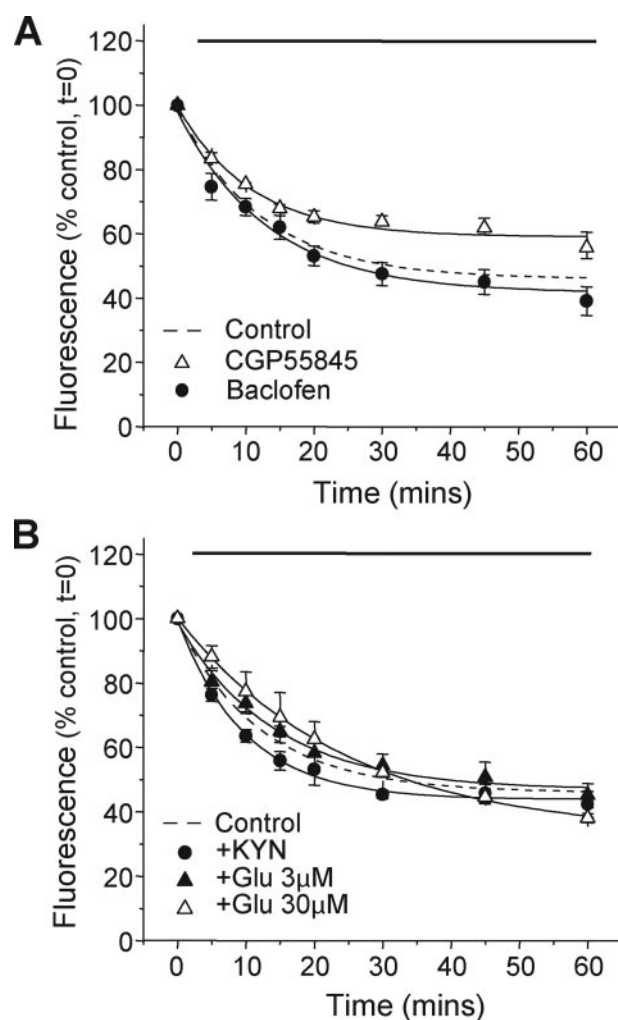 A
120
100
80
60
40
20
0
Fluorescence (% control, t=0)
Control
CGP55845
Baclofen
0 10 20 30 40 50 60
Time (mins)
B
120
100
80
60
40
20
0
Fluorescence (% control, t=0)
Control
+KYN
+Glu 3µM
+Glu 30µM
0 10 20 30 40 50 60
Time (mins)